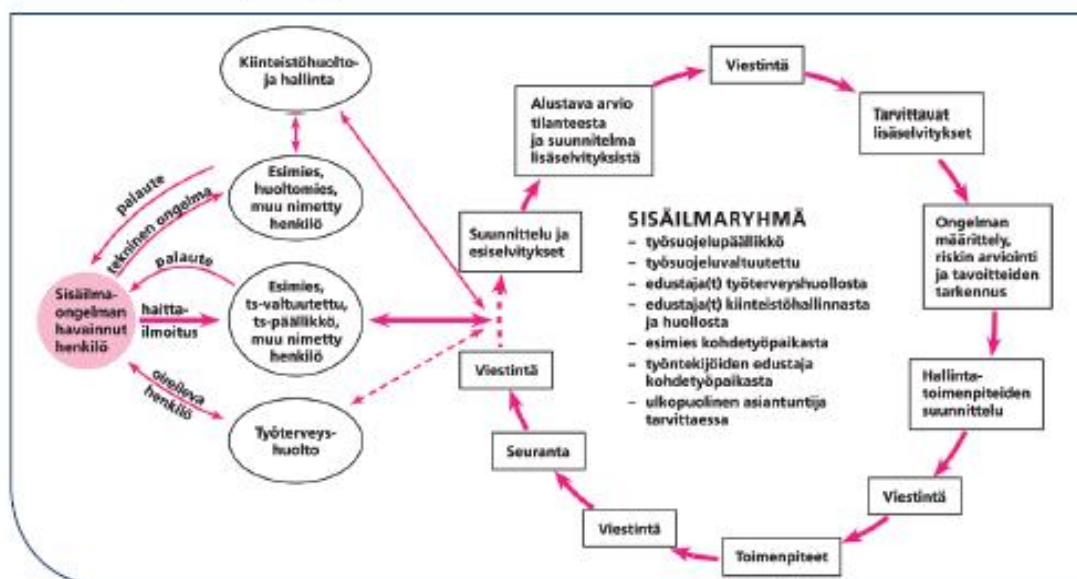 Kiinteistöhuolto-
ja hallinta
Esimies,
huoltomies,
muu nimetty
henkilö
palaute
tekninen ongelma
palaute
Sisäilma-
ongelman
havainnut
henkilö
haitta-
ilmoitus
Esimies,
ts-valtuutettu,
ts-päällikkö,
muu nimetty
henkilö
oireileva
henkilö
Työterveys-
huolto
Suunnittelu ja
esiselvitykset
Alustava arvio
tilanteesta
ja suunnitelma
lisäselvityksistä
Viestintä
Tarvittavat
lisäselvitykset
Ongelman
määrittely,
riskin arviointi
ja tavoitteiden
tarkennus
Hallinta-
toimenpiteiden
suunnittelu
Viestintä
Toimenpiteet
Viestintä
Seuranta
Viestintä
SISÄILMARYHMÄ
– työsuojelupäällikkö
– työsuojeluvaltuutettu
– edustaja(t) työterveyshuollosta
– edustaja(t) kiinteistöhallinnasta
ja huollosta
– esimies kohdetyöpaikasta
– työntekijöiden edustaja
kohdetyöpaikasta
– ulkopuolinen asiantuntija
tarvittaessa